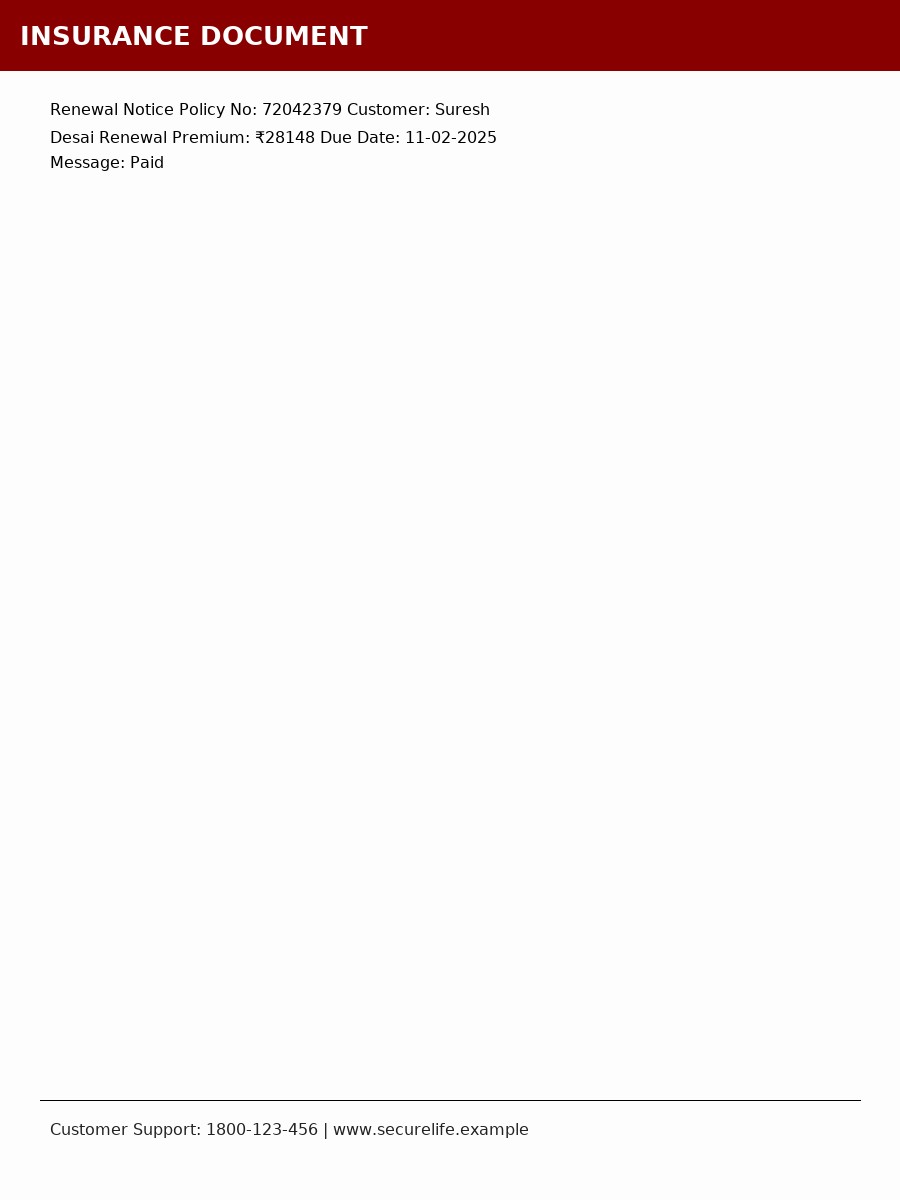 INSURANCE DOCUMENT
Renewal Notice Policy No: 72042379 Customer: Suresh
Desai Renewal Premium: ₹28148 Due Date: 11-02-2025
Message: Paid
Customer Support: 1800-123-456 | www.securelife.example